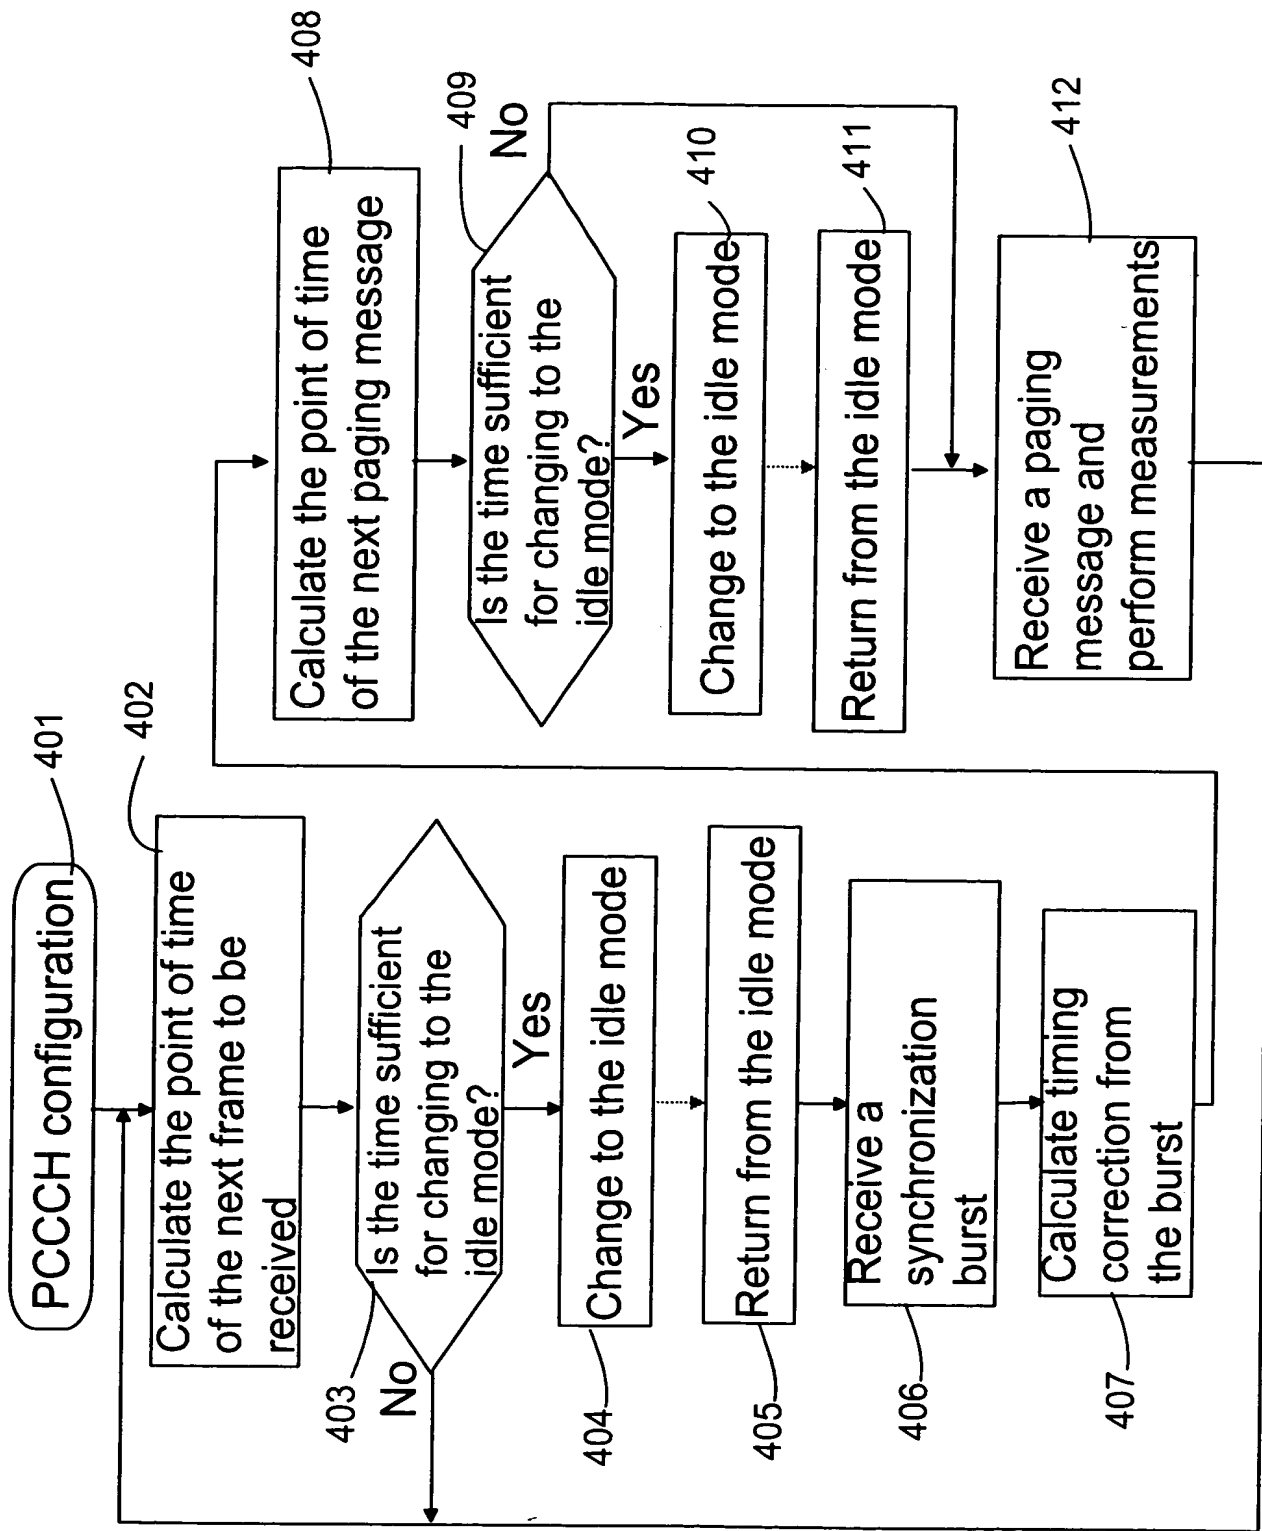 PCCCH configuration
401
402
Calculate the point of time
of the next frame to be
received
403
Is the time sufficient
for changing to the
idle mode?
No
Yes
404
Change to the idle mode
405
Return from the idle mode
406
Receive a
synchronization
burst
407
Calculate timing
correction from
the burst
408
Calculate the point of time
of the next paging message
409
Is the time sufficient
for changing to the
idle mode?
No
Yes
410
Change to the idle mode
411
Return from the idle mode
412
Receive a paging
message and
perform measurements